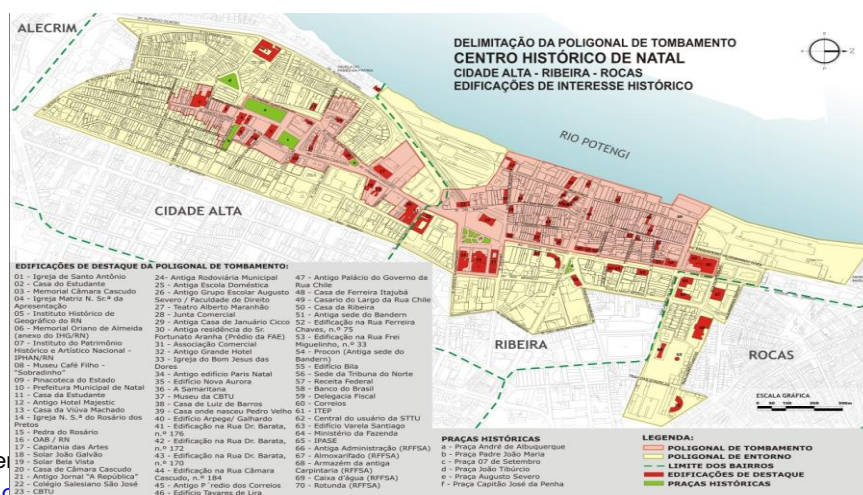 ALECRIM
DELIMITAÇÃO DA POLIGONAL DE TOMBAMENTO
CENTRO HISTÓRICO DE NATAL
CIDADE ALTA - RIBEIRA - ROCAS
EDIFICAÇÕES DE INTERESSE HISTÓRICO
RIO POTENGI
CIDADE ALTA
RIBEIRA
ROCAS
EDIFICAÇÕES DE DESTAQUE DA POLIGONAL DE TOMBAMENTO:
01 - Igreja de Santo Antônio
02 - Casa do Estudante
03 - Memorial Câmara Cascudo
04 - Igreja Matriz N. Sr.ª da
Apresentação
05 - Instituto Histórico de
Geográfico do RN
06 - Memorial Oriano de Almeida
(anexo do IHG/RN)
07 - Instituto do Patrimônio
Histórico e Artístico Nacional -
IPHAN/RN
08 - Museu Café Filho -
"Sobradinho"
09 - Pinacoteca do Estado
10 - Prefeitura Municipal de Natal
11 - Casa da Estudante
12 - Antigo Hotel Majestic
13 - Casa da Viúva Machado
14 - Igreja N. S.ª do Rosário dos
Pretos
15 - Pedra do Rosário
16 - OAB / RN
17 - Capitania das Artes
18 - Solar João Galvão
19 - Solar Bela Vista
20 - Casa de Câmara Cascudo
21 - Antigo Jornal "A República"
22 - Colégio Salesiano São José
23 - CBTU
24- Antiga Rodoviária Municipal
25 - Antiga Escola Doméstica
26 - Antigo Grupo Escolar Augusto
Severo / Faculdade de Direito
27 - Teatro Alberto Maranhão
28 - Junta Comercial
29 - Antiga Casa de Januário Cicco
30 - Antiga residência do Sr.
Fortunato Aranha (Prédio da FAE)
31 - Associação Comercial
32 - Antigo Grande Hotel
33 - Igreja do Bom Jesus das
Dores
34 - Antigo edifício Paris Natal
35 - Edifício Nova Aurora
36 - A Samaritana
37 - Museu da CBTU
38 - Casa de Luiz de Barros
39 - Casa onde nasceu Pedro Velho
40 - Edifício Arpege/ Galhardo
41 - Edificação na Rua Dr. Barata,
n.º 176
42 - Edificação na Rua Dr. Barata,
n.º 172
43 - Edificação na Rua Dr. Barata,
n.º 170
44 - Edificação na Rua Câmara
Cascudo, n.º 184
45 - Antigo P´redio dos Correios
46 - Edifício Tavares de Lira
47 - Antigo Palácio do Governo da
Rua Chile
48 - Casa de Ferreira Itajubá
49 - Casario do Largo da Rua Chile
50 - Casa da Ribeira
51 - Antiga sede do Bandern
52 - Edificação na Rua Ferreira
Chaves, n.º 75
53 - Edificação na Rua Frei
Miguelinho, n.º 33
54 - Procon (Antiga sede do
Bandern)
55 - Edifício Bila
56 - Sede da Tribuna do Norte
57 - Receita Federal
58 - Banco do Brasil
59 - Delegacia Fiscal
60 - Correios
61 - ITEP
62 - Central do usuário da STTU
63 - Edifício Varela Santiago
64 - Ministério da Fazenda
65 - IPASE
66 - Antiga Administração (RFFSA)
67 - Almoxarifado (RFFSA)
68 - Armazém da antiga
Carpintaria (RFFSA)
69 - Caixa d'água (RFFSA)
70 - Rotunda (RFFSA)
PRAÇAS HISTÓRICAS
a - Praça André de Albuquerque
b - Praça Padre João Maria
c - Praça 07 de Setembro
d - Praça João Tibúrcio
e - Praça Augusto Severo
f - Praça Capitão José da Penha
ESCALA GRÁFICA
LEGENDA:
POLIGONAL DE TOMBAMENTO
POLIGONAL DE ENTORNO
LIMITE DOS BAIRROS
EDIFICAÇÕES DE DESTAQUE
PRAÇAS HISTÓRICAS